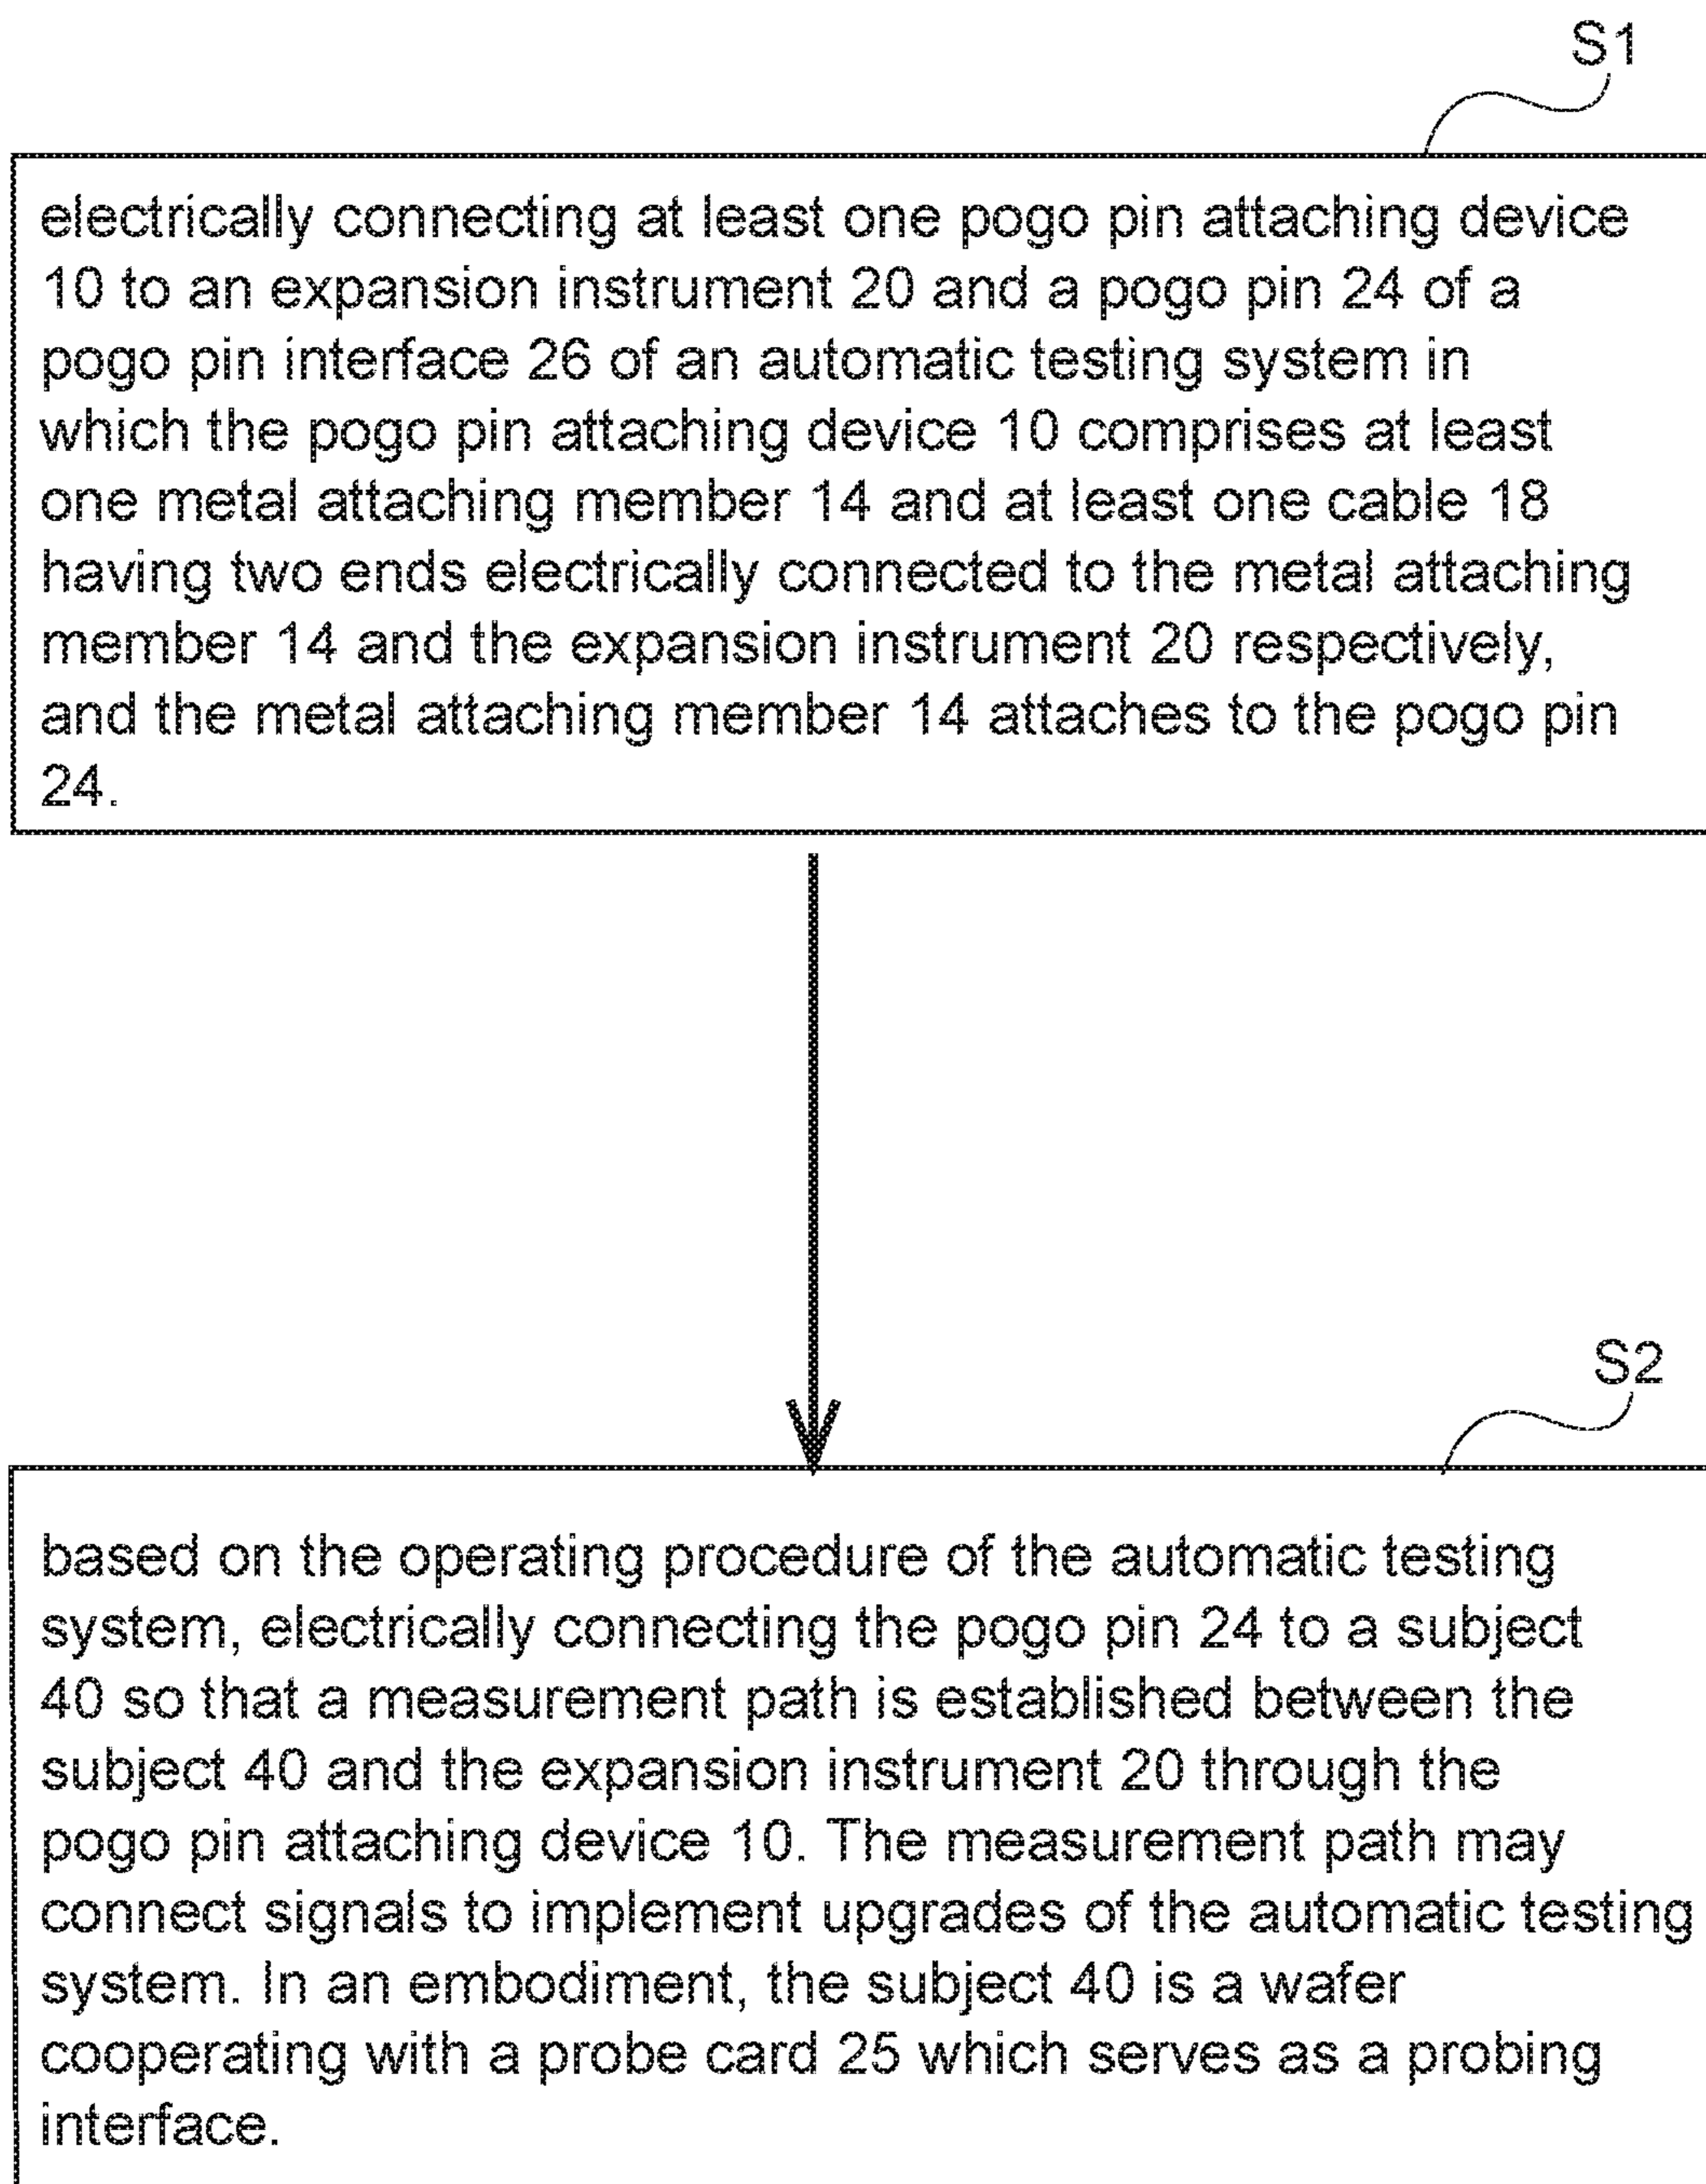 S1
electrically connecting at least one pogo pin attaching device
10 to an expansion instrument 20 and a pogo pin 24 of a
pogo pin interface 26 of an automatic testing system in
which the pogo pin attaching device 10 comprises at least
one metal attaching member 14 and at least one cable 18
having two ends electrically connected to the metal attaching
member 14 and the expansion instrument 20 respectively,
and the metal attaching member 14 attaches to the pogo pin
24.
S2
based on the operating procedure of the automatic testing
system, electrically connecting the pogo pin 24 to a subject
40 so that a measurement path is established between the
subject 40 and the expansion instrument 20 through the
pogo pin attaching device 10. The measurement path may
connect signals to implement upgrades of the automatic testing
system. In an embodiment, the subject 40 is a wafer
cooperating with a probe card 25 which serves as a probing
interface.